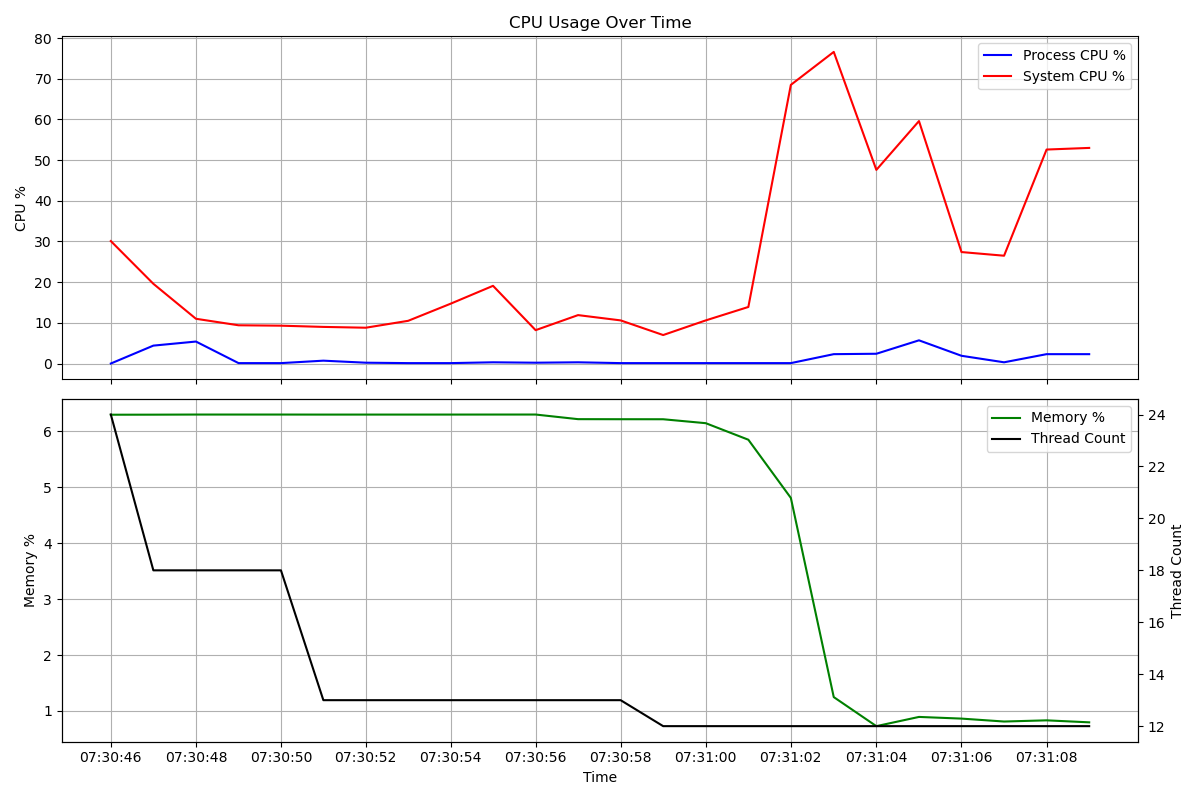 CPU Usage Over Time
80
70
60
50
40
30
20
10
0
CPU %
Process CPU %
System CPU %
6
5
4
3
2
1
Memory %
Memory %
Thread Count
24
22
20
18
16
14
12
Thread Count
07:30:46 07:30:48 07:30:50 07:30:52 07:30:54 07:30:56 07:30:58 07:31:00 07:31:02 07:31:04 07:31:06 07:31:08
Time